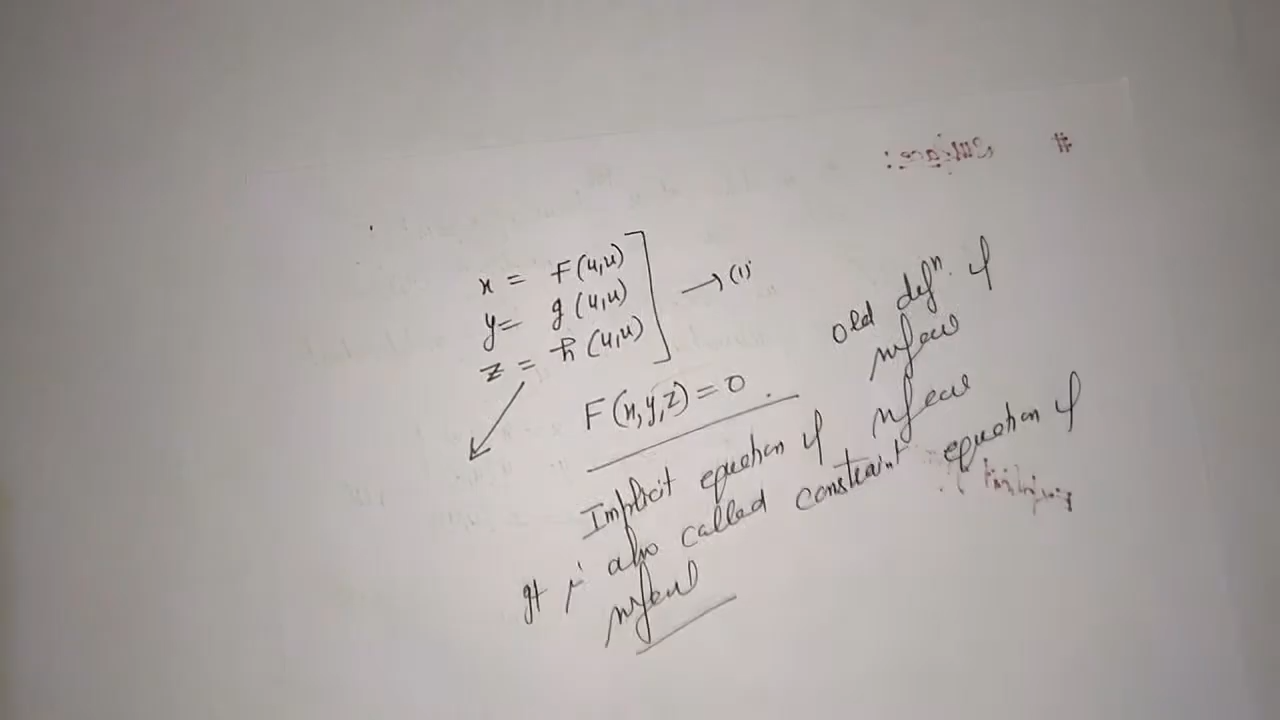 x = F(u,u)
y = g(u,u)
z = h(u,u)
→ (1)
F(x,y,z) = 0
old defⁿ. of
surface
Implicit equation of surface
It is also called constraint equation of
surface